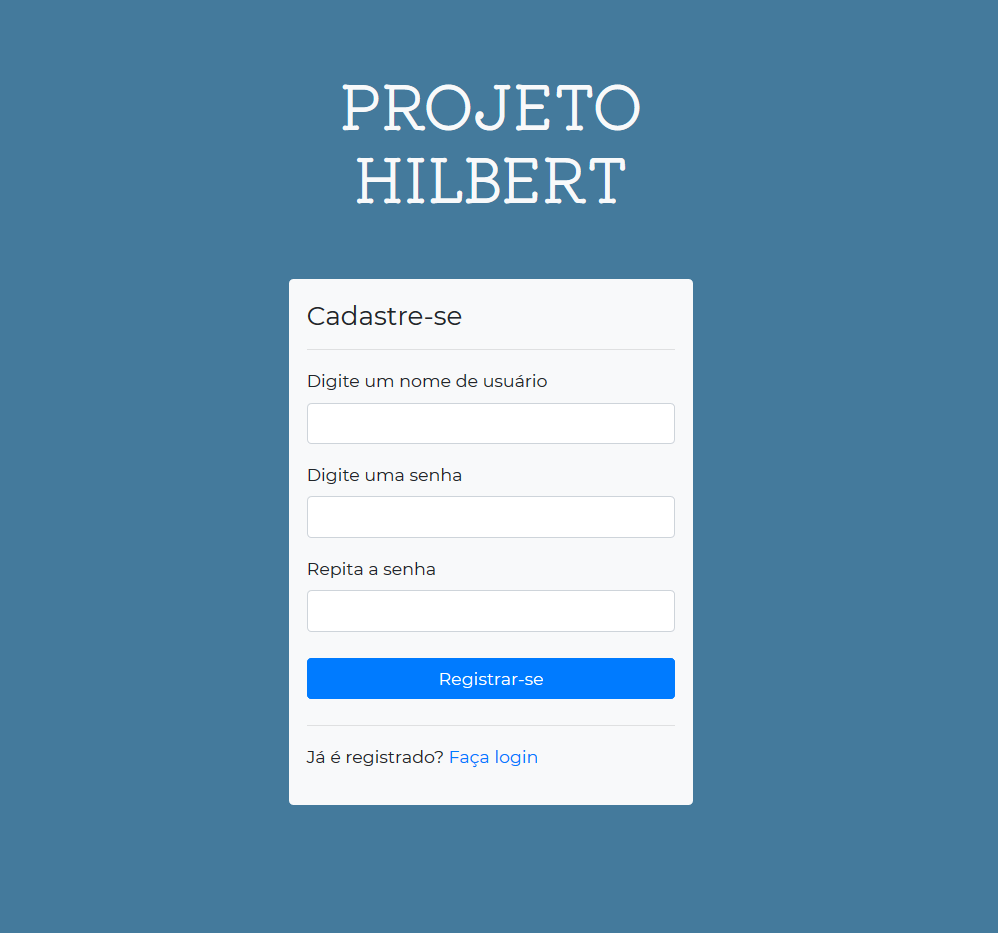 PROJETO
HILBERT
Cadastre-se
Digite um nome de usuário
Digite uma senha
Repita a senha
Registrar-se
Já é registrado? Faça login